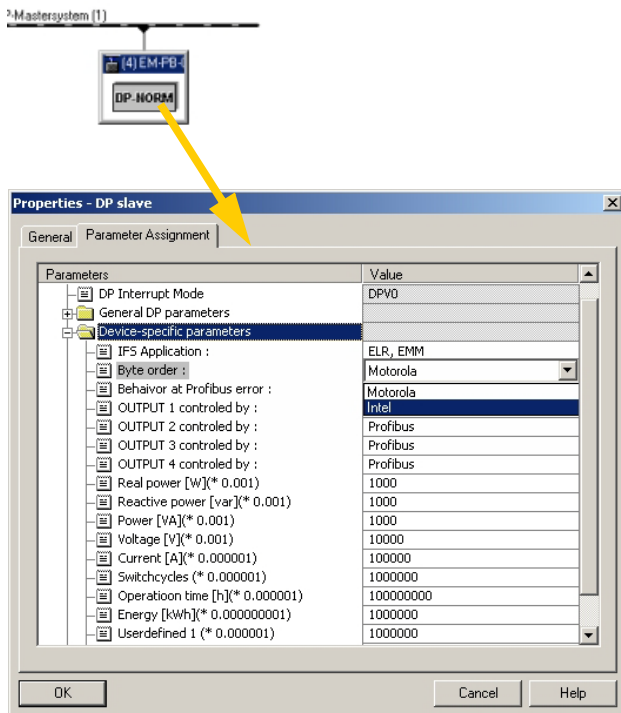 P-Mastersystem (1)
(4) EM-PB-
DP-NORM
Properties - DP slave
General Parameter Assignment
Parameters Value
DP Interrupt Mode DPV0
General DP parameters
Device-specific parameters
IFS Application : ELR, EMM
Byte order : Motorola
Behaivor at Profibus error : Motorola
OUTPUT 1 controled by : Intel
OUTPUT 2 controled by : Profibus
OUTPUT 3 controled by : Profibus
OUTPUT 4 controled by : Profibus
Real power [W](* 0.001) 1000
Reactive power [var](* 0.001) 1000
Power [VA](* 0.001) 1000
Voltage [V](* 0.001) 10000
Current [A](* 0.000001) 100000
Switchcycles (* 0.000001) 1000000
Operatioon time [h](* 0.000001) 100000000
Energy [kWh](* 0.000000001) 1000000
Userdefined 1 (* 0.000001) 1000000
OK Cancel Help